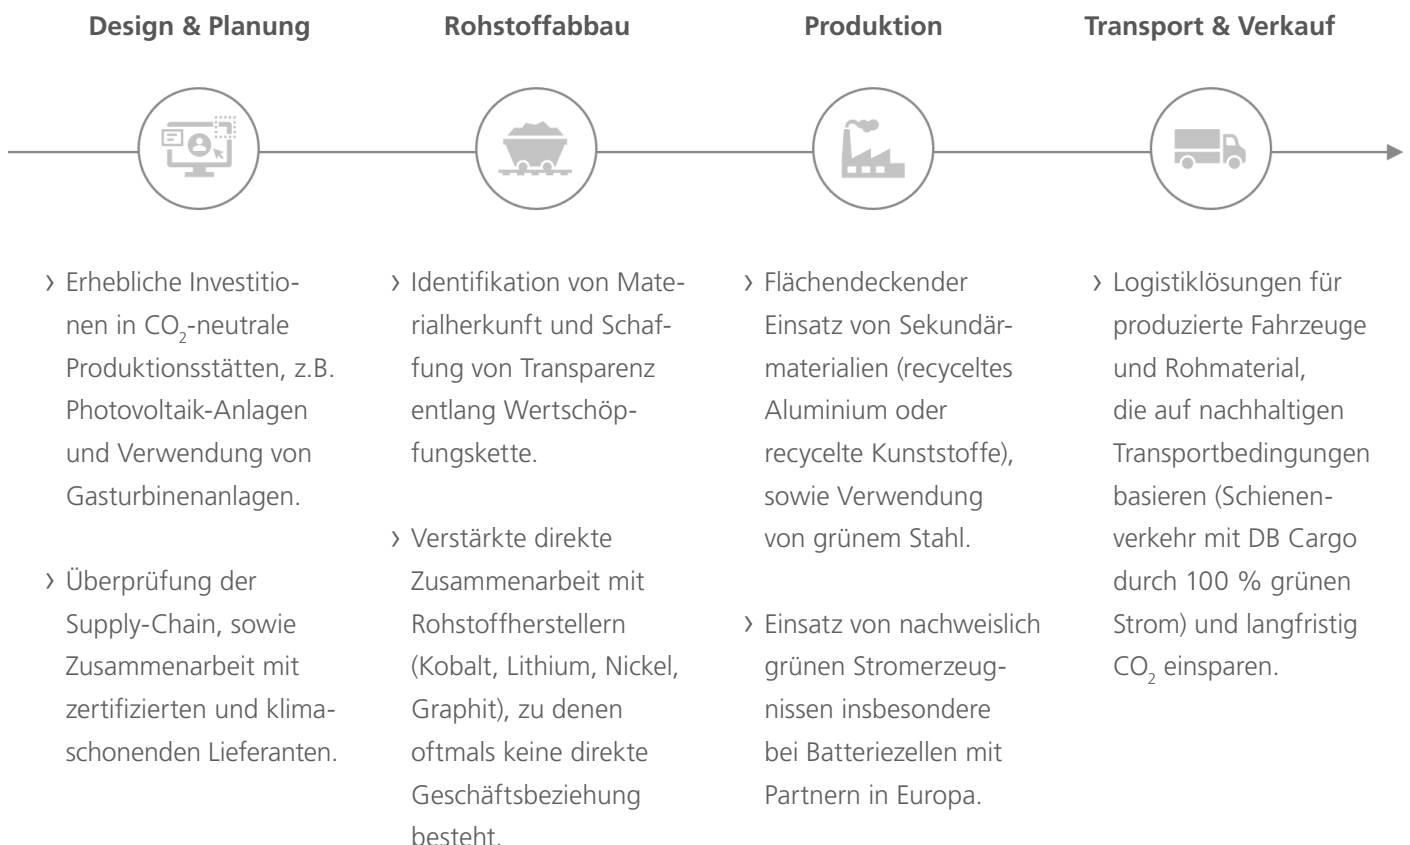 Design & Planung
Rohstoffabbau
Produktion
Transport & Verkauf
› Erhebliche Investitio-
nen in CO₂-neutrale
Produktionsstätten, z.B.
Photovoltaik-Anlagen
und Verwendung von
Gasturbinenanlagen.
› Überprüfung der
Supply-Chain, sowie
Zusammenarbeit mit
zertifizierten und klima-
schonenden Lieferanten.
› Identifikation von Mate-
rialherkunft und Schaf-
fung von Transparenz
entlang Wertschöp-
fungskette.
› Verstärkte direkte
Zusammenarbeit mit
Rohstoffherstellern
(Kobalt, Lithium, Nickel,
Graphit), zu denen
oftmals keine direkte
Geschäftsbeziehung
besteht.
› Flächendeckender
Einsatz von Sekundär-
materialien (recyceltes
Aluminium oder
recycelte Kunststoffe),
sowie Verwendung
von grünem Stahl.
› Einsatz von nachweislich
grünen Stromerzeug-
nissen insbesondere
bei Batteriezellen mit
Partnern in Europa.
› Logistiklösungen für
produzierte Fahrzeuge
und Rohmaterial,
die auf nachhaltigen
Transportbedingungen
basieren (Schienen-
verkehr mit DB Cargo
durch 100 % grünen
Strom) und langfristig
CO₂ einsparen.